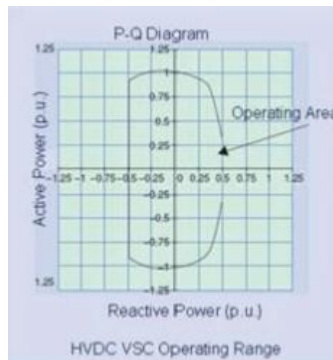 P-Q Diagram
1.25 1.25
1
0.75
0.5
0.25
Operating Area
-1.25 -1 -0.75 -0.5 -0.25 0 0.25 0.5 0.75 1 1.25
-0.5
-0.75
-1
1.25 -1.25
Active Power (p.u.)
Reactive Power (p.u.)
HVDC VSC Operating Range